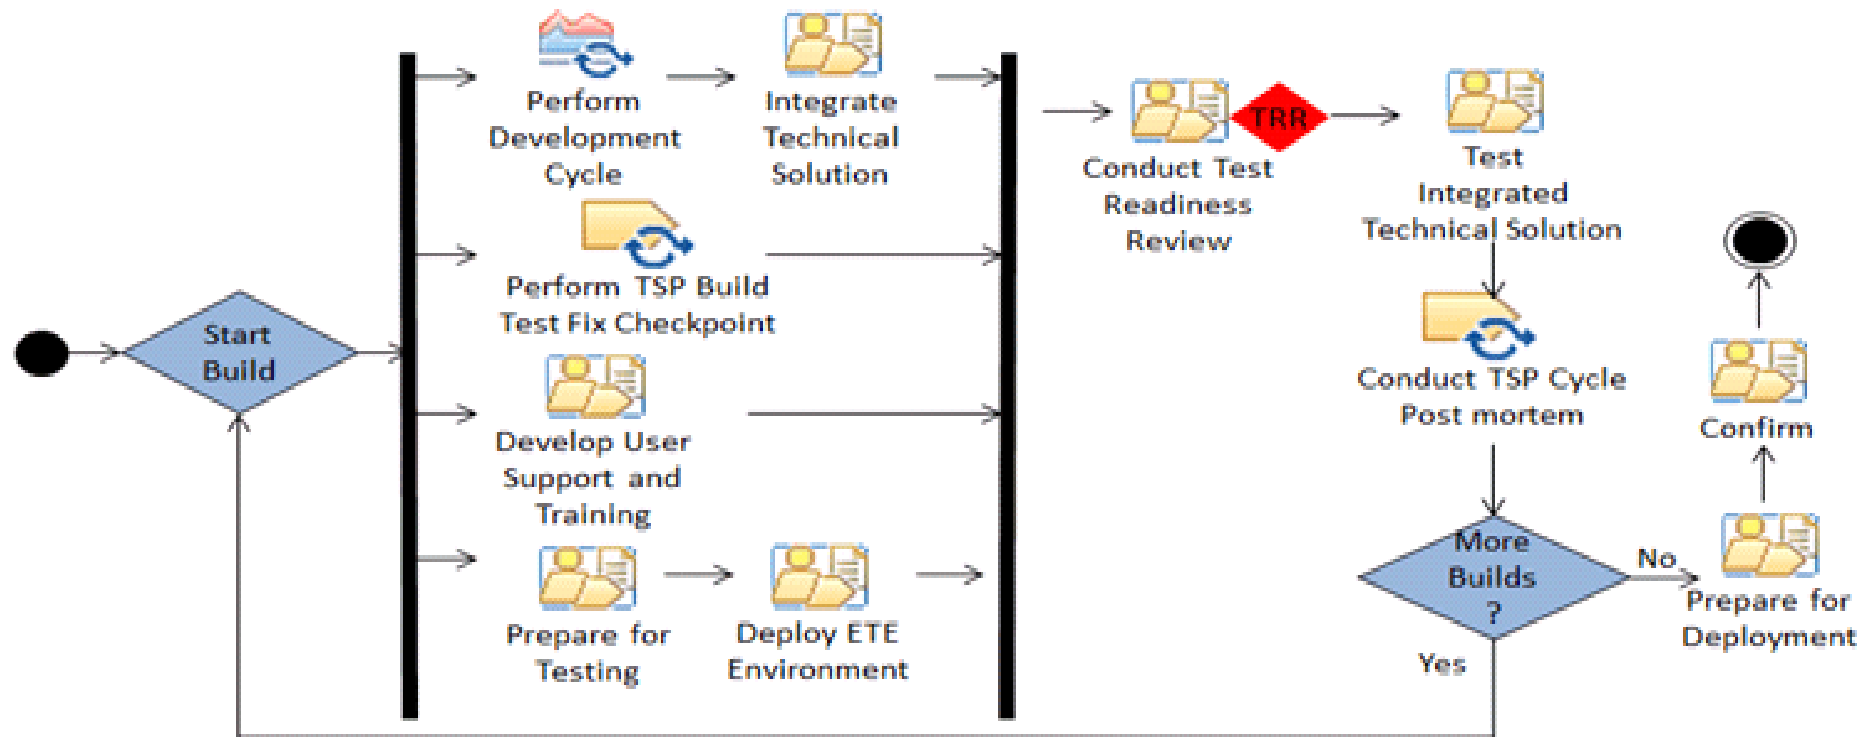 Start
Build
Perform
Development
Cycle
Integrate
Technical
Solution
Perform TSP Build
Test Fix Checkpoint
Develop User
Support and
Training
Prepare for
Testing
Deploy ETE
Environment
Conduct Test
Readiness
Review
TRR
Test
Integrated
Technical Solution
Conduct TSP Cycle
Post mortem
More
Builds
?
Yes
No
Prepare for
Deployment
Confirm